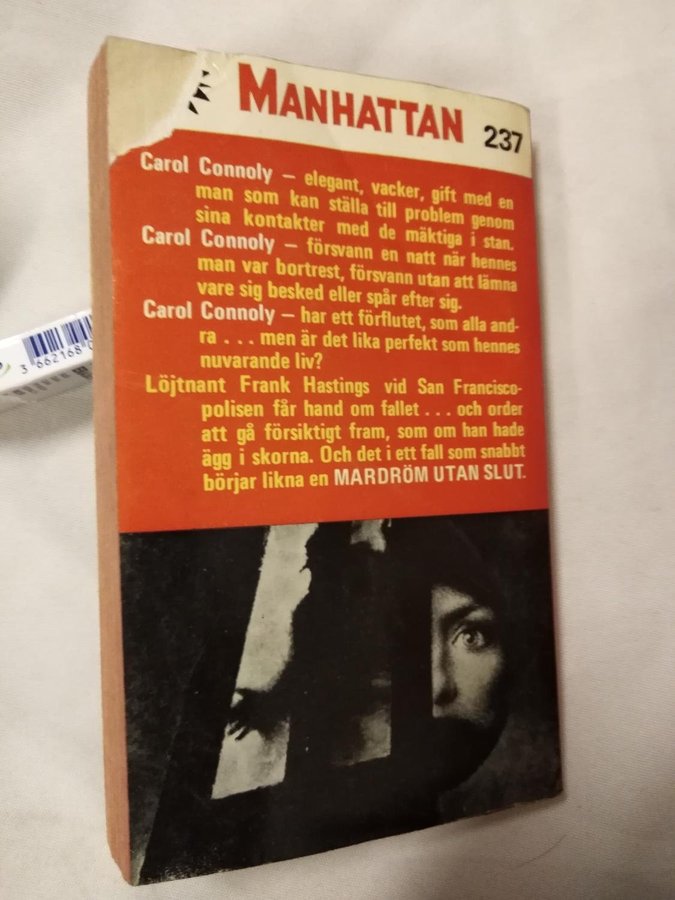 MANHATTAN 237
Carol Connoly – elegant, vacker, gift med en
man som kan ställa till problem genom
sina kontakter med de mäktiga i stan.
Carol Connoly – försvann en natt när hennes
man var bortrest, försvann utan att lämna
vare sig besked eller spår efter sig.
Carol Connoly – har ett förflutet, som alla and-
ra . . . men är det lika perfekt som hennes
nuvarande liv?
Löjtnant Frank Hastings vid San Francisco-
polisen får hand om fallet . . . och order
att gå försiktigt fram, som om han hade
ägg i skorna. Och det i ett fall som snabbt
börjar likna en MARDRÖM UTAN SLUT.
3 662168